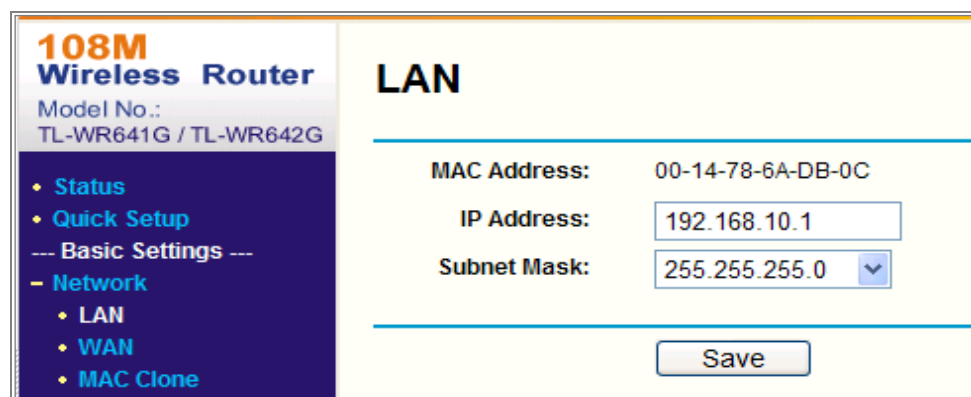 108M
Wireless Router
Model No.:
TL-WR641G / TL-WR642G
• Status
• Quick Setup
--- Basic Settings ---
– Network
• LAN
• WAN
• MAC Clone
LAN
MAC Address: 00-14-78-6A-DB-0C
IP Address: 192.168.10.1
Subnet Mask: 255.255.255.0
Save